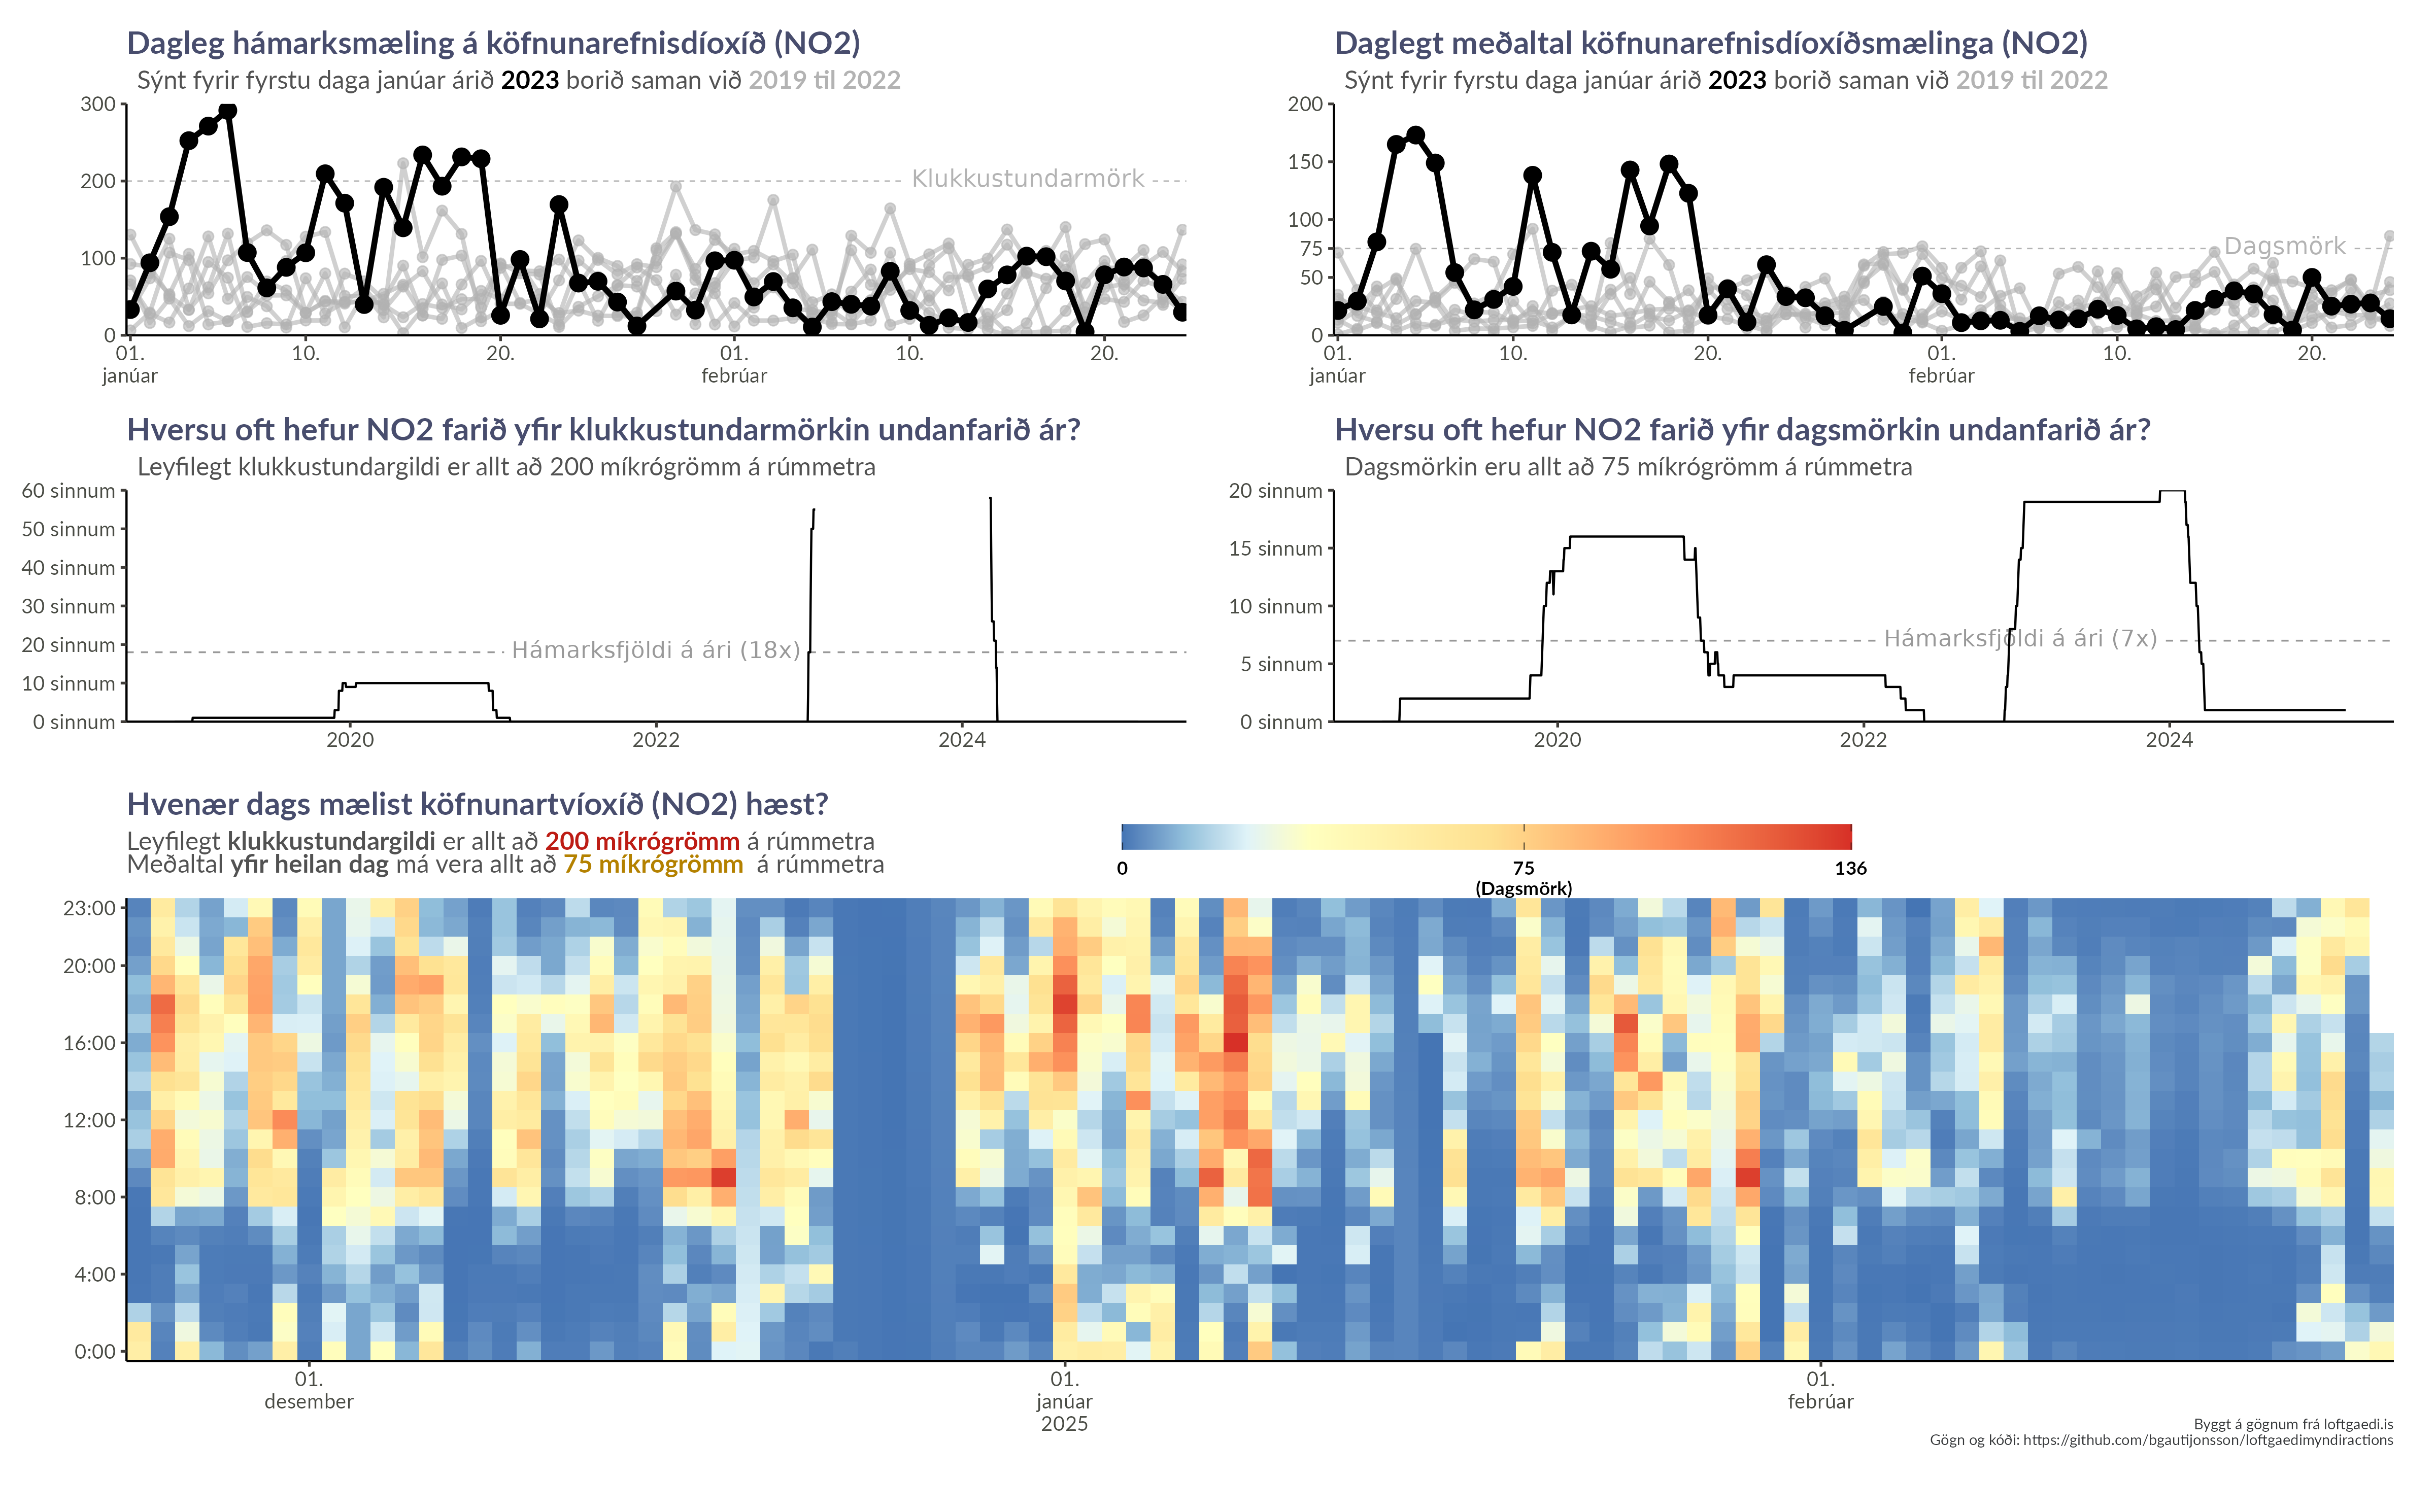 Dagleg hámarksmæling á köfnunarefnisdíoxíð (NO2)
Sýnt fyrir fyrstu daga janúar árið 2023 borið saman við 2019 til 2022
300
200
100
0
Klukkustundarmörk
01.
janúar
10.
20.
01.
febrúar
10.
20.
Daglegt meðaltal köfnunarefnisdíoxíðsmælinga (NO2)
Sýnt fyrir fyrstu daga janúar árið 2023 borið saman við 2019 til 2022
200
150
100
75
50
0
Dagsmörk
01.
janúar
10.
20.
01.
febrúar
10.
20.
Hversu oft hefur NO2 farið yfir klukkustundarmörkin undanfarið ár?
Leyfilegt klukkustundargildi er allt að 200 míkrógrömm á rúmmetra
60 sinnum
50 sinnum
40 sinnum
30 sinnum
20 sinnum
10 sinnum
0 sinnum
Hámarksfjöldi á ári (18x)
2020
2022
2024
Hversu oft hefur NO2 farið yfir dagsmörkin undanfarið ár?
Dagsmörkin eru allt að 75 míkrógrömm á rúmmetra
20 sinnum
15 sinnum
10 sinnum
5 sinnum
0 sinnum
Hámarksfjöldi á ári (7x)
2020
2022
2024
Hvenær dags mælist köfnunartvíoxíð (NO2) hæst?
Leyfilegt klukkustundargildi er allt að 200 míkrógrömm á rúmmetra
Meðaltal yfir heilan dag má vera allt að 75 míkrógrömm á rúmmetra
0
75
(Dagsmörk)
136
23:00
20:00
16:00
12:00
8:00
4:00
0:00
01.
desember
01.
janúar
2025
01.
febrúar
Byggt á gögnum frá loftgaedi.is
Gögn og kóði: https://github.com/bgautijonsson/loftgaedimyndiractions